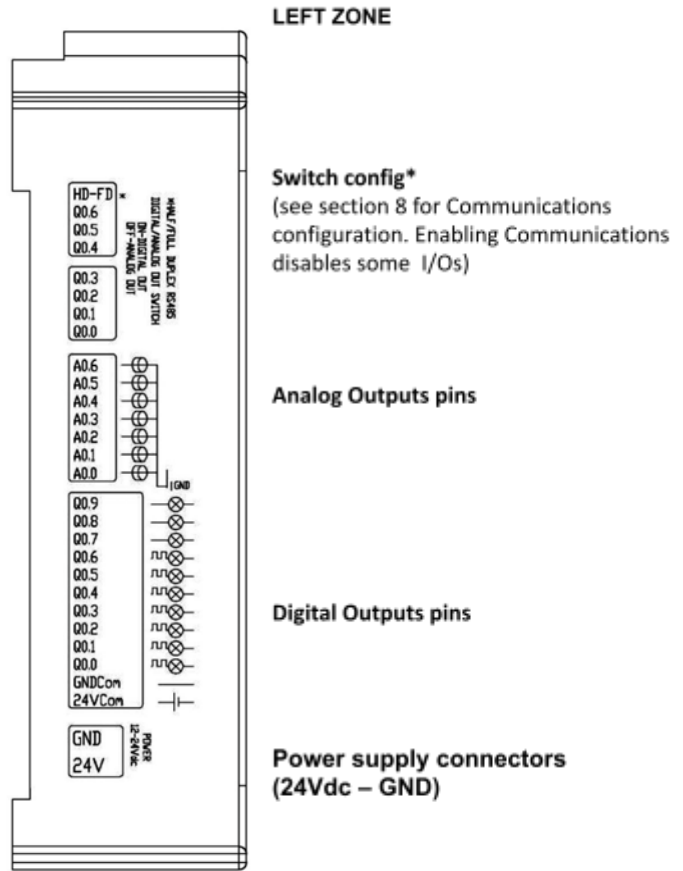 LEFT ZONE
HD-FD *
Q0.6
Q0.5
Q0.4
Q0.3
Q0.2
Q0.1
Q0.0
*HALF/FULL DUPLEX RS485
DIGITAL/ANALOG OUT SWITCH
ON-DIGITAL OUT
OFF-ANALOG OUT
Switch config*
(see section 8 for Communications
configuration. Enabling Communications
disables some I/Os)
A0.6
A0.5
A0.4
A0.3
A0.2
A0.1
A0.0
GND
Analog Outputs pins
Q0.9
Q0.8
Q0.7
Q0.6
Q0.5
Q0.4
Q0.3
Q0.2
Q0.1
Q0.0
GNDCom
24VCom
Digital Outputs pins
GND
24V
POWER
12-24Vdc
Power supply connectors
(24Vdc – GND)